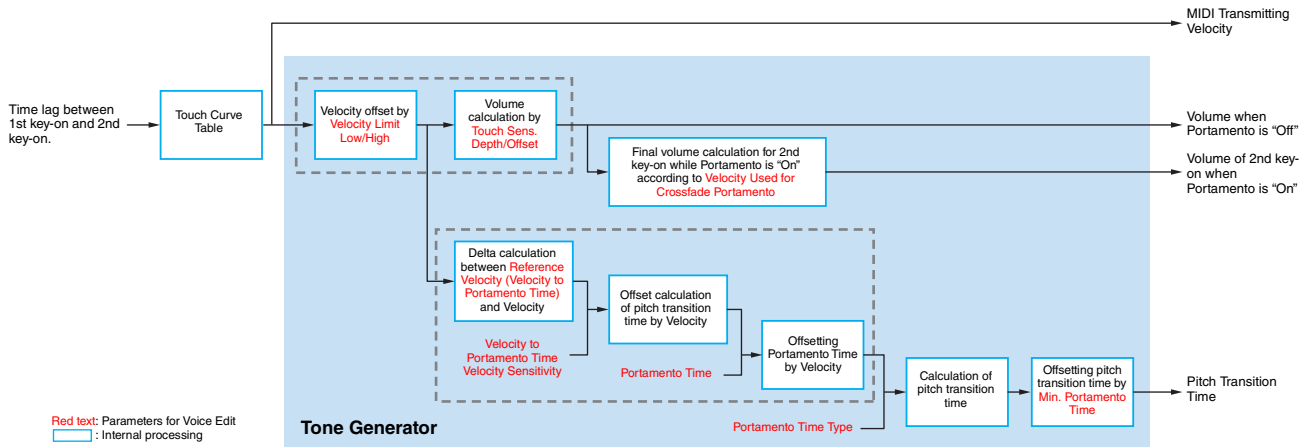 MIDI Transmitting
Velocity
Time lag between
1st key-on and 2nd
key-on.
Touch Curve
Table
Velocity offset by
Velocity Limit
Low/High
Volume
calculation by
Touch Sens.
Depth/Offset
Volume when
Portamento is “Off”
Final volume calculation for 2nd
key-on while Portamento is “On”
according to Velocity Used for
Crossfade Portamento
Volume of 2nd key-
on when
Portamento is “On”
Delta calculation
between Reference
Velocity (Velocity to
Portamento Time)
and Velocity
Offset calculation
of pitch transition
time by Velocity
Velocity to
Portamento Time
Velocity Sensitivity
Portamento Time
Offsetting
Portamento Time
by Velocity
Calculation of
pitch transition
time
Offsetting pitch
transition time by
Min. Portamento
Time
Pitch Transition
Time
Portamento Time Type
Red text: Parameters for Voice Edit
: Internal processing
Tone Generator